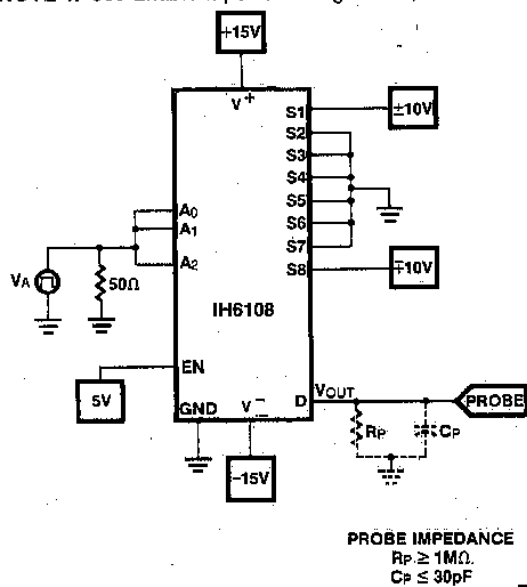 +15V
V+
S1
±10V
S2
S3
S4
S5
S6
S7
S8
∓10V
A0
A1
A2
VA
50Ω
IH6108
EN
5V
GND
V−
D
VOUT
PROBE
RP
CP
−15V
PROBE IMPEDANCE
RP ≥ 1MΩ
CP ≤ 30pF